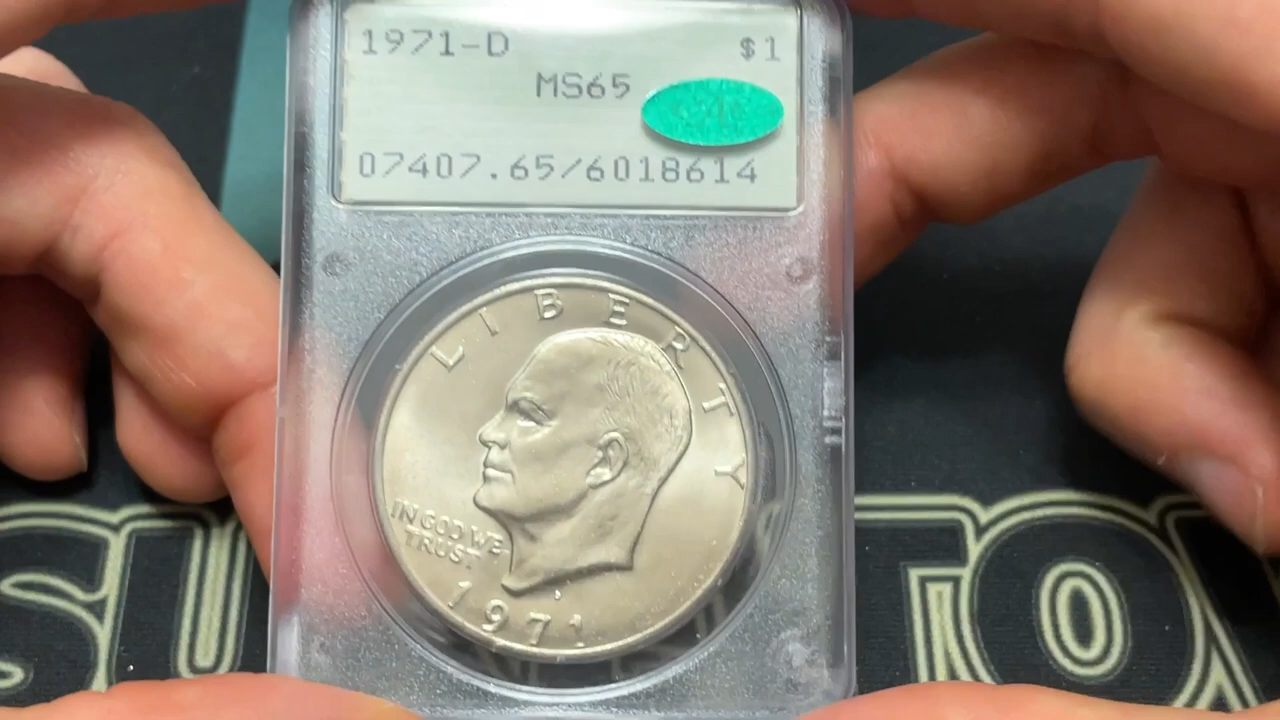 1971-D $1
MS65
07407.65/6018614
LIBERTY
IN GOD WE
TRUST
1971